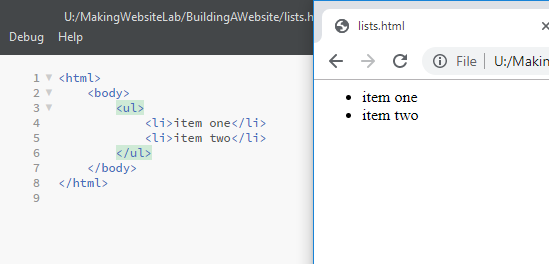 U:/MakingWebsiteLab/BuildingAWebsite/lists.h
Debug Help
1 <html>
2 <body>
3 <ul>
4 <li>item one</li>
5 <li>item two</li>
6 </ul>
7 </body>
8 </html>
9
lists.html
File | U:/Makin
• item one
• item two